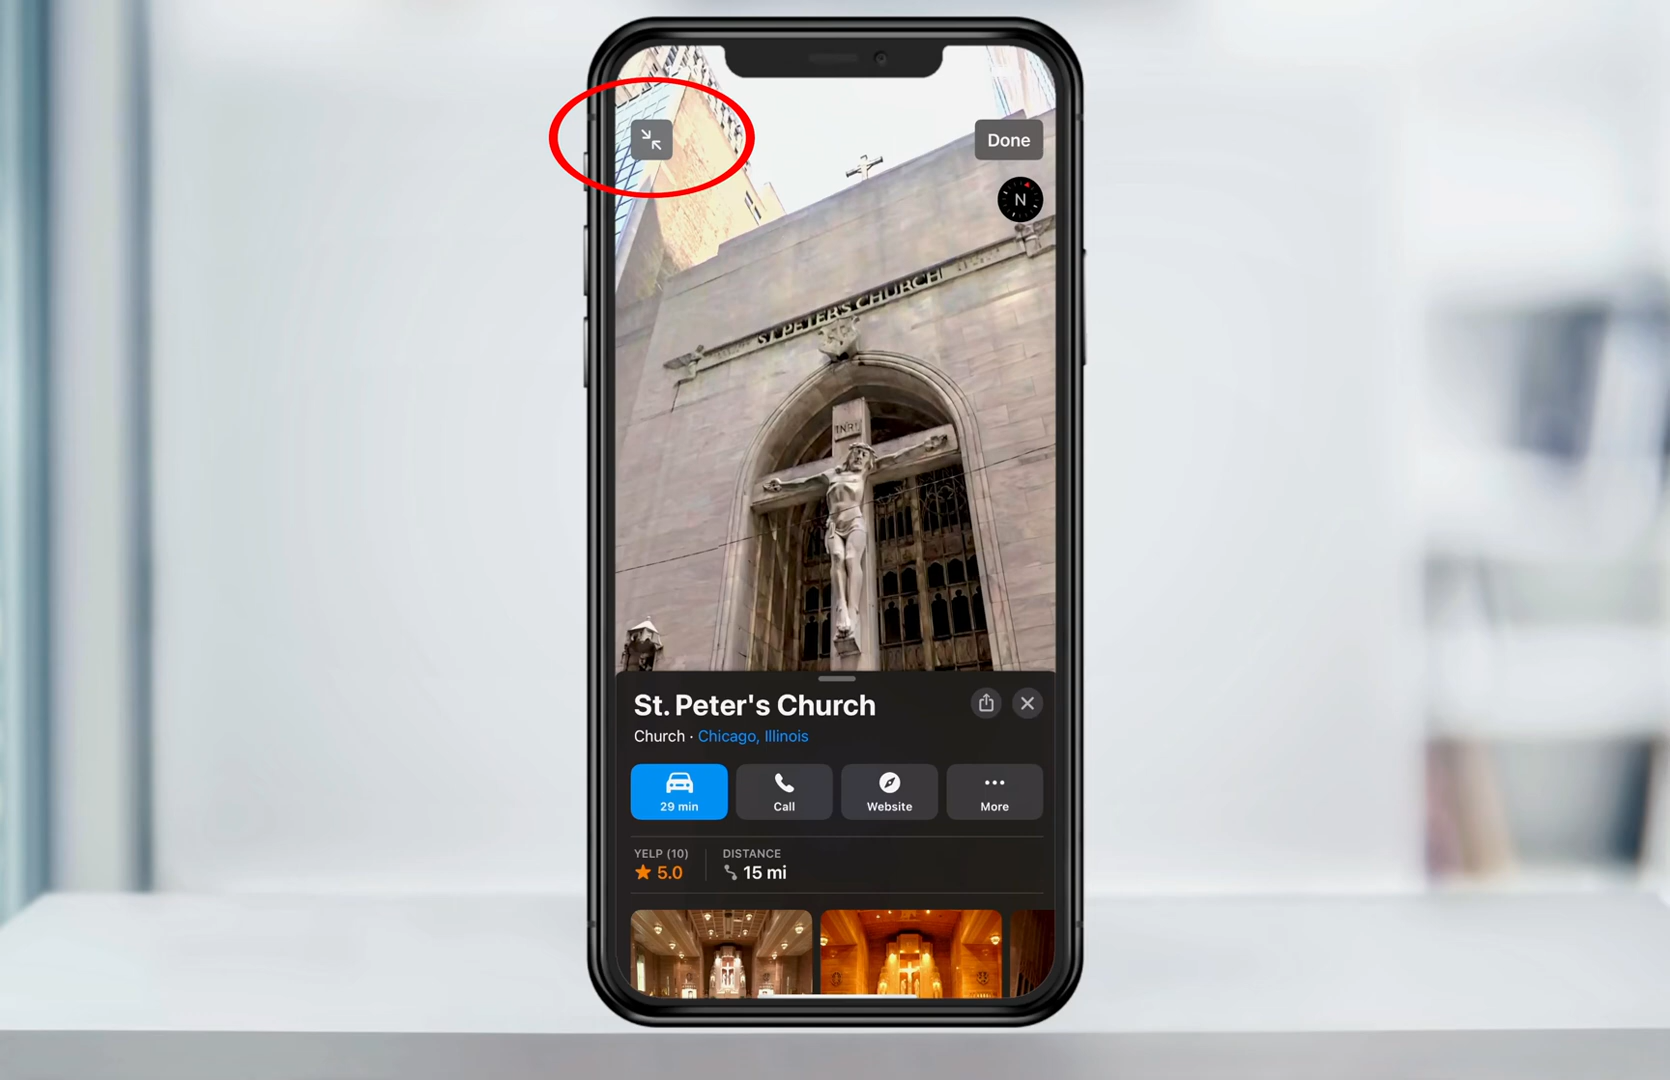 Done
N
ST. PETER'S CHURCH
INRI
St. Peter's Church
Church · Chicago, Illinois
29 min
Call
Website
More
YELP (10)
DISTANCE
★ 5.0
15 mi